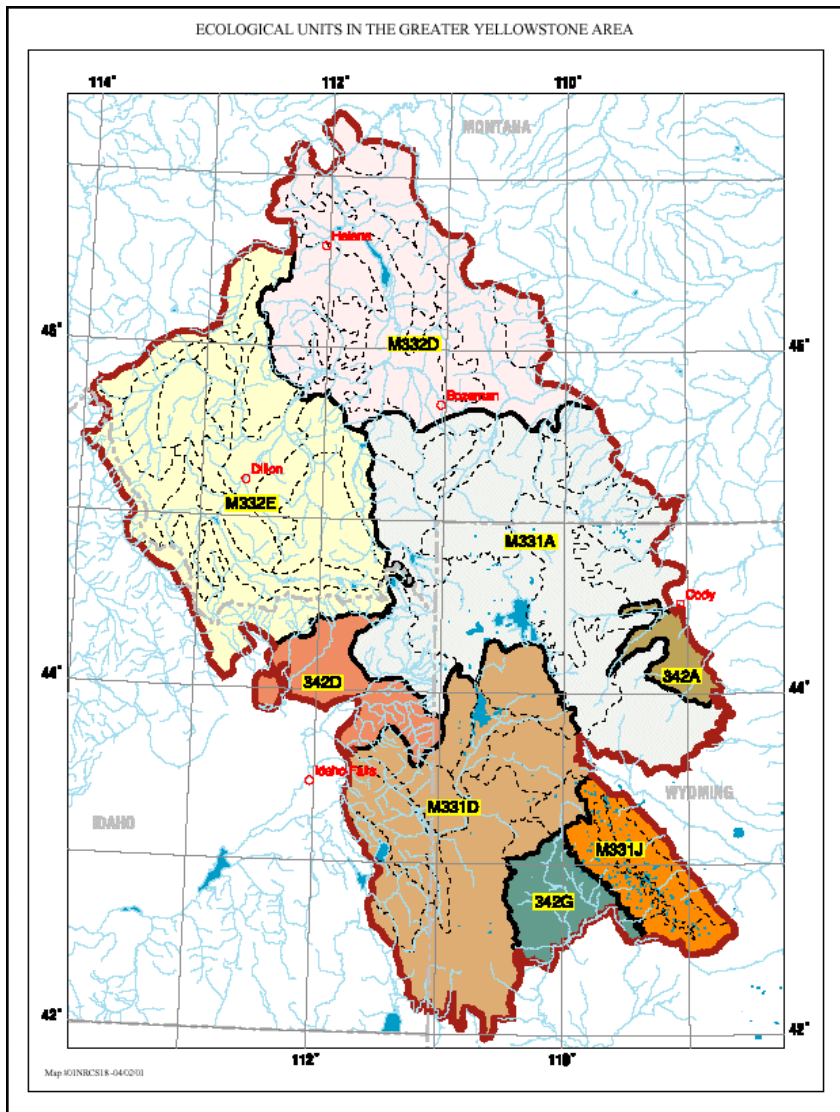 ECOLOGICAL UNITS IN THE GREATER YELLOWSTONE AREA
114°
112°
110°
MONTANA
Helena
46°
M332D
46°
Bozeman
Dillon
M332E
M331A
Cody
44°
342D
342A
44°
Idaho Falls
WYOMING
IDAHO
M331D
M331J
342G
42°
42°
112°
110°
Map #01NRCS18 -04/02/01